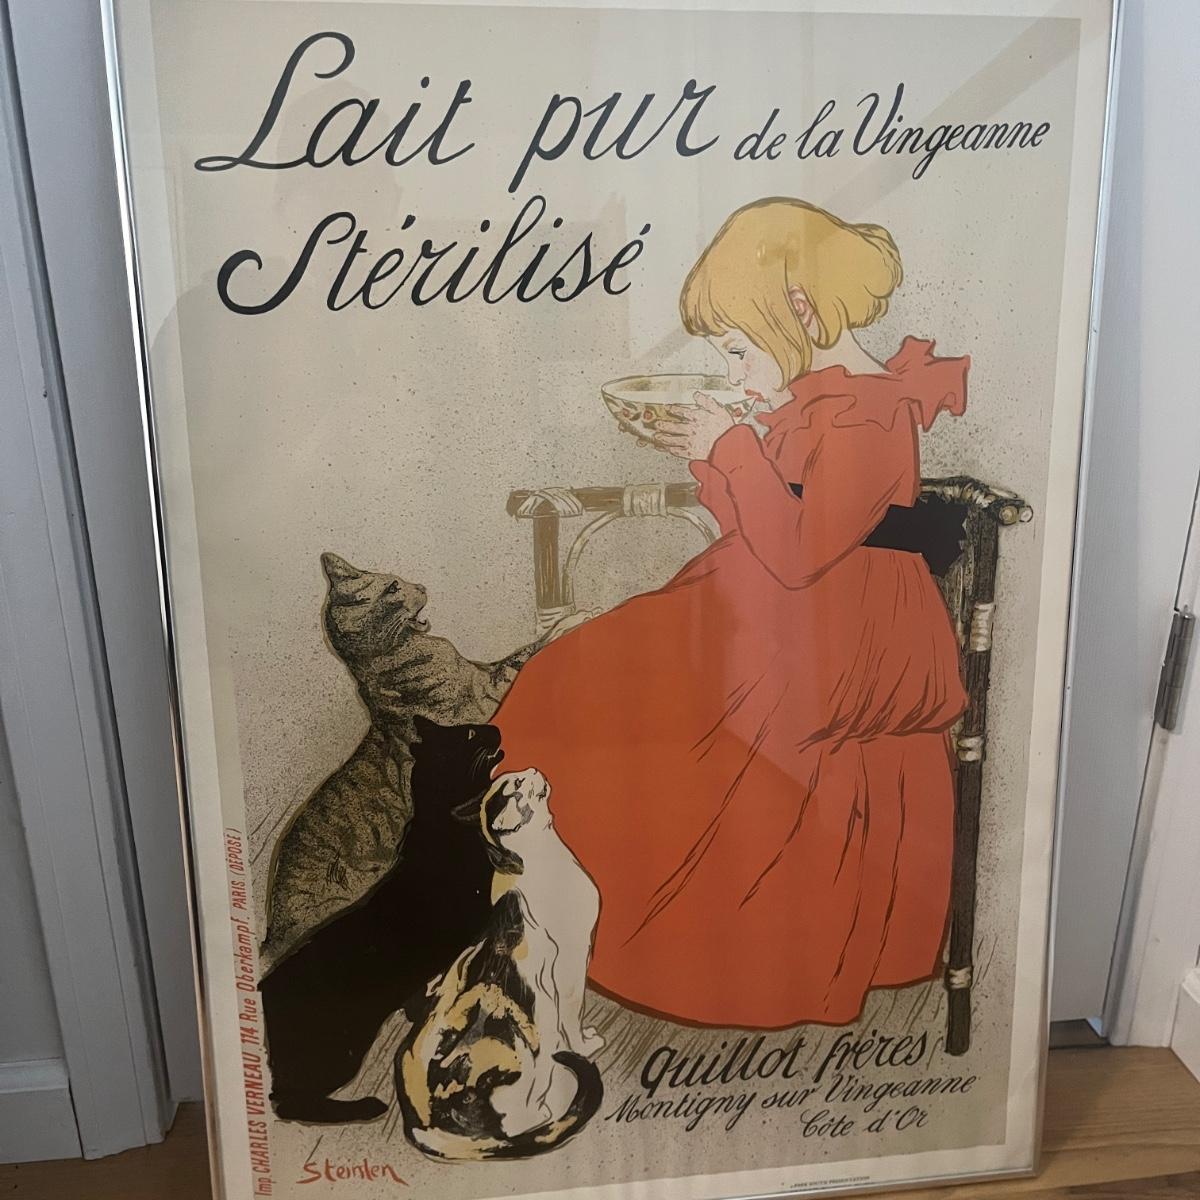 Lait pur de la Vingeanne
Stérilisé
Quillot frères
Montigny sur Vingeanne
Côte d'Or
Imp. CHARLES VERNEAU, 114 Rue Oberkampf. PARIS (DÉPOSÉ)
Steinlen